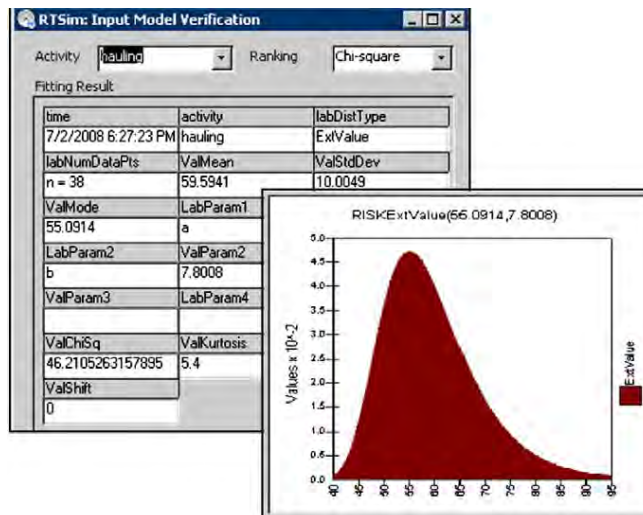 RTSim: Input Model Verification
Activity hauling Ranking Chi-square
Fitting Result
time activity labDistType
7/2/2008 6:27:23 PM hauling ExtValue
labNumDataPts ValMean ValStdDev
n = 38 59.5941 10.0049
ValMode LabParam1
55.0914 a
LabParam2 ValParam2
b 7.8008
ValParam3 LabParam4
ValChiSq ValKurtosis
46.2105263157895 5.4
ValShift
0
RISKExtValue(55.0914,7.8008)
Values x 10^-2
5.0
4.5
4.0
3.5
3.0
2.5
2.0
1.5
1.0
0.5
0.0
40 45 50 55 60 65 70 75 80 85 90 95
ExtValue